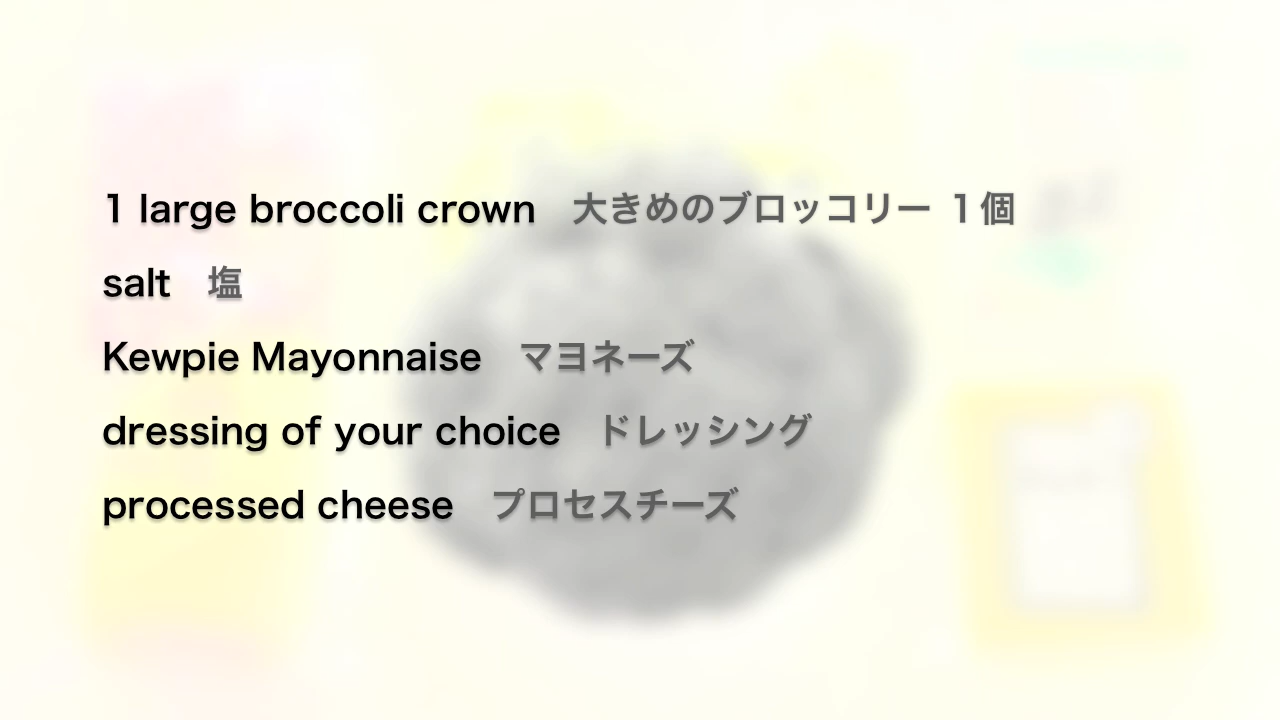 1 large broccoli crown　大きめのブロッコリー １個
salt　塩
Kewpie Mayonnaise　マヨネーズ
dressing of your choice　ドレッシング
processed cheese　プロセスチーズ